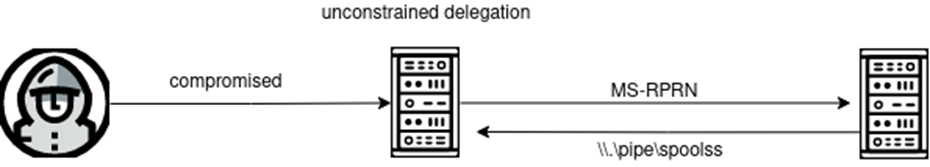 unconstrained delegation
compromised
MS-RPRN
\\.\pipe\spoolss